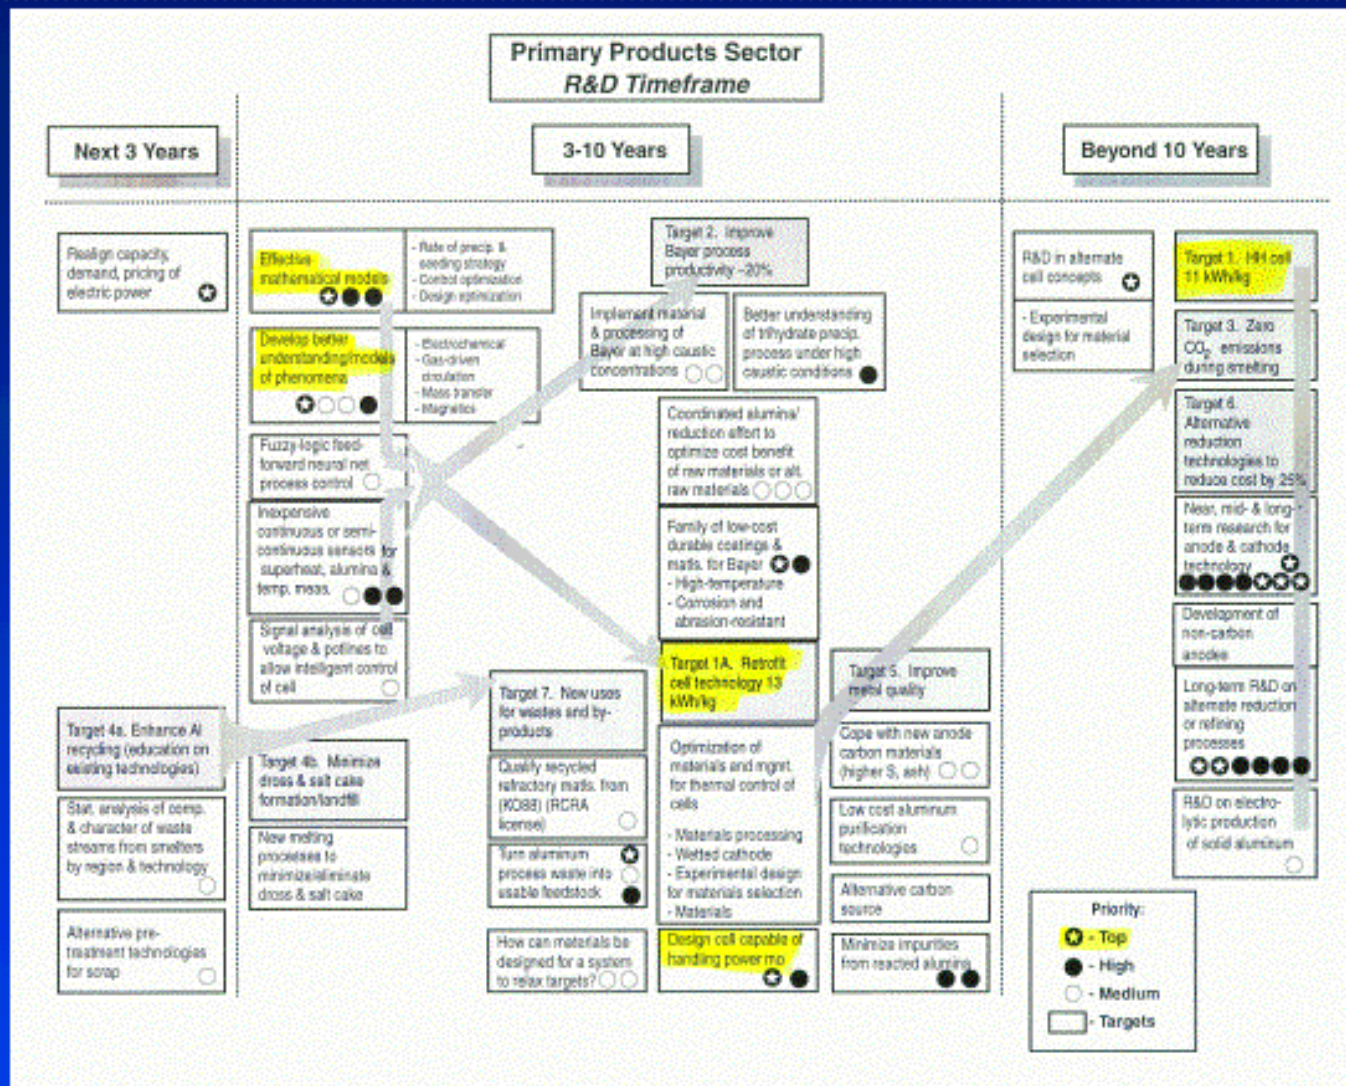 Primary Products Sector
R&D Timeframe
Next 3 Years
3-10 Years
Beyond 10 Years
Realign capacity,
demand, pricing of
electric power
Target 4a. Enhance Al
recycling (education on
existing technologies)
Stat. analysis of comp.
& character of waste
streams from smelters
by region & technology
Alternative pre-
treatment technologies
for scrap
Effective
mathematical models
- Rate of precip. &
seeding strategy
- Control optimization
- Design optimization
Develop better
understanding/models
of phenomena
- Electrochemical
- Gas-driven
circulation
- Mass transfer
- Magnetics
Fuzzy-logic feed-
forward neural net
process control
Inexpensive
continuous or semi-
continuous sensors for
superheat, alumina &
temp. meas.
Signal analysis of cell
voltage & potlines to
allow intelligent control
of cell
Target 4b. Minimize
dross & salt cake
formation/landfill
New melting
processes to
minimize/eliminate
dross & salt cake
Target 7. New uses
for wastes and by-
products
Qualify recycled
refractory matls. from
(KO88) (RCRA
license)
Turn aluminum
process waste into
usable feedstock
How can materials be
designed for a system
to relax targets?
Target 2. Improve
Bayer process
productivity ~20%
Implement material
& processing of
Bayer at high caustic
concentrations
Better understanding
of trihydrate precip.
process under high
caustic conditions
Coordinated alumina/
reduction effort to
optimize cost benefit
of raw materials or alt.
raw materials
Family of low-cost
durable coatings &
matls. for Bayer
- High-temperature
- Corrosion and
abrasion-resistant
Target 1A. Retrofit
cell technology 13
kWh/kg
Optimization of
materials and mgmt.
for thermal control of
cells
- Materials processing
- Wetted cathode
- Experimental design
for materials selection
- Materials
Design cell capable of
handling power mo
Target 5. Improve
metal quality
Cope with new anode
carbon materials
(higher S, ash)
Low cost aluminum
purification
technologies
Alternative carbon
source
Minimize impurities
from reacted alumina
R&D in alternate
cell concepts
- Experimental
design for material
selection
Target 1. HH cell
11 kWh/kg
Target 3. Zero
CO2 emissions
during smelting
Target 6.
Alternative
reduction
technologies to
reduce cost by 25%
Near, mid- & long-
term research for
anode & cathode
technology
Development of
non-carbon
anodes
Long-term R&D on
alternate reduction
or refining
processes
R&D on electro-
lytic production
of solid aluminum
Priority:
- Top
- High
- Medium
- Targets